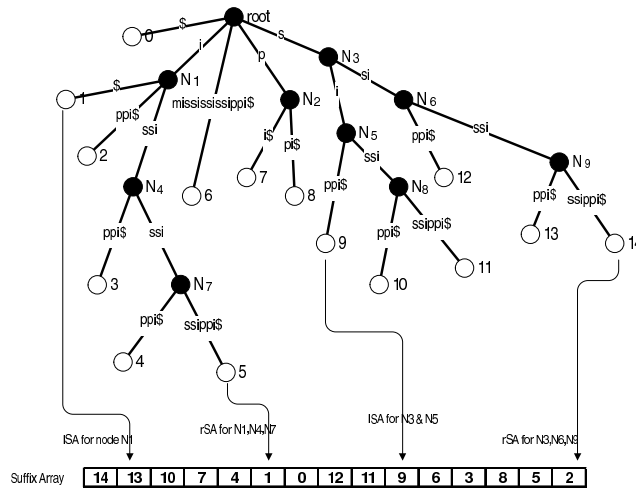 root
$
0
i
s
p
N3
$
N1
si
1
mississississippi$
N2
i
N6
ppi$
ssi
ppi$
ssi
N5
i$
pi$
ssi
N9
2
12
N4
6
7
8
ppi$
N8
ppi$
ssippi$
13
ppi$
ssi
ppi$
ssippi$
9
14
3
10
11
N7
ppi$
ssippi$
4
5
lSA for node N1
rSA for N1,N4,N7
lSA for N3 & N5
rSA for N3,N6,N9
Suffix Array 14 13 10 7 4 1 0 12 11 9 6 3 8 5 2